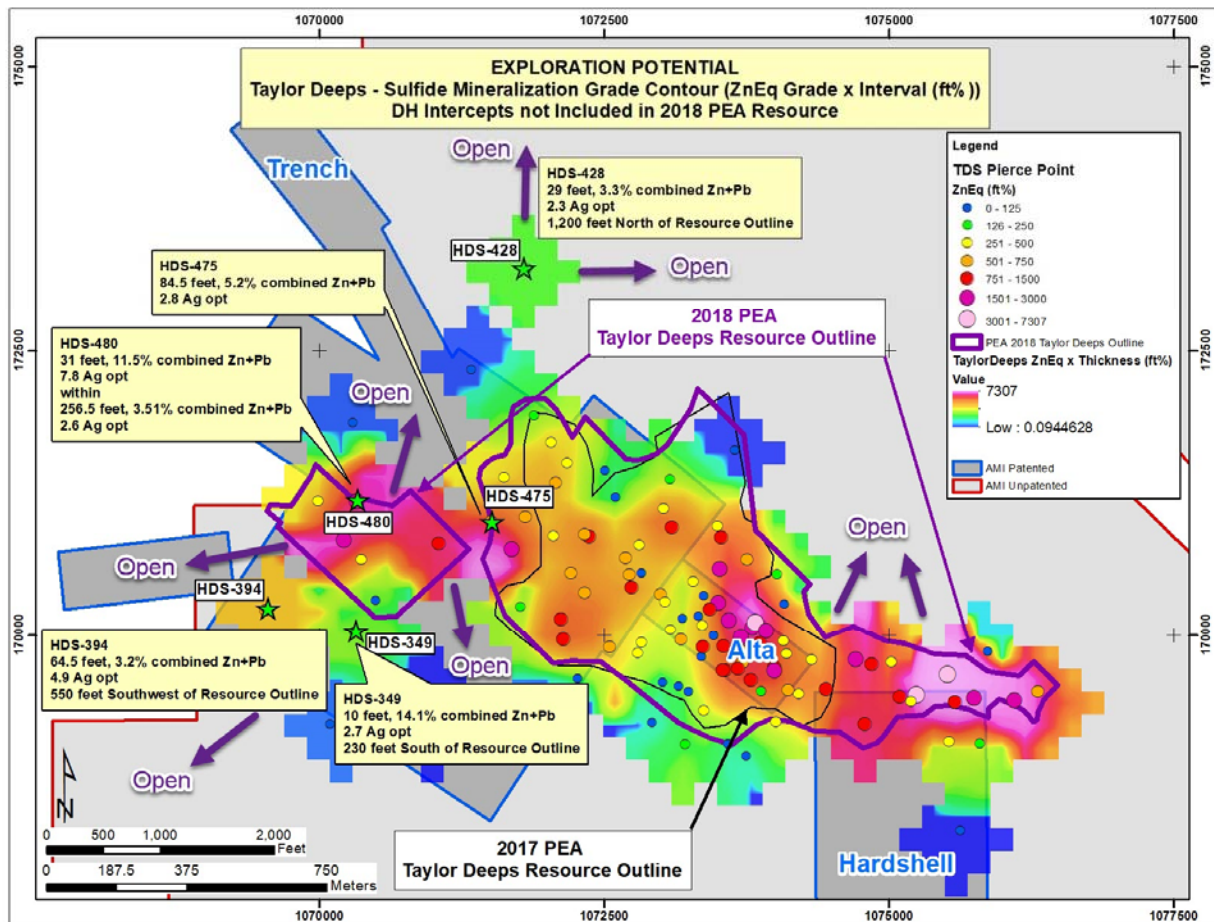 1070000
1072500
1075000
1077500
175000
175000
EXPLORATION POTENTIAL
Taylor Deeps - Sulfide Mineralization Grade Contour (ZnEq Grade x Interval (ft%))
DH Intercepts not Included in 2018 PEA Resource
Trench
Open
HDS-428
29 feet, 3.3% combined Zn+Pb
2.3 Ag opt
1,200 feet North of Resource Outline
HDS-428
Open
Legend
TDS Pierce Point
ZnEq (ft%)
0 - 125
126 - 250
251 - 500
501 - 750
751 - 1500
1501 - 3000
3001 - 7307
PEA 2018 Taylor Deeps Outline
TaylorDeeps ZnEq x Thickness (ft%)
Value
7307
Low : 0.0944628
AMI Patented
AMI Unpatented
HDS-475
84.5 feet, 5.2% combined Zn+Pb
2.8 Ag opt
2018 PEA
Taylor Deeps Resource Outline
172500
172500
HDS-480
31 feet, 11.5% combined Zn+Pb
7.8 Ag opt
within
256.5 feet, 3.51% combined Zn+Pb
2.6 Ag opt
Open
HDS-475
HDS-480
Open
Open
HDS-394
HDS-349
Open
170000
170000
Alta
HDS-394
64.5 feet, 3.2% combined Zn+Pb
4.9 Ag opt
550 feet Southwest of Resource Outline
HDS-349
10 feet, 14.1% combined Zn+Pb
2.7 Ag opt
230 feet South of Resource Outline
Open
N
0 500 1,000 2,000
Feet
0 187.5 375 750
Meters
2017 PEA
Taylor Deeps Resource Outline
Hardshell
1070000
1072500
1075000
1077500